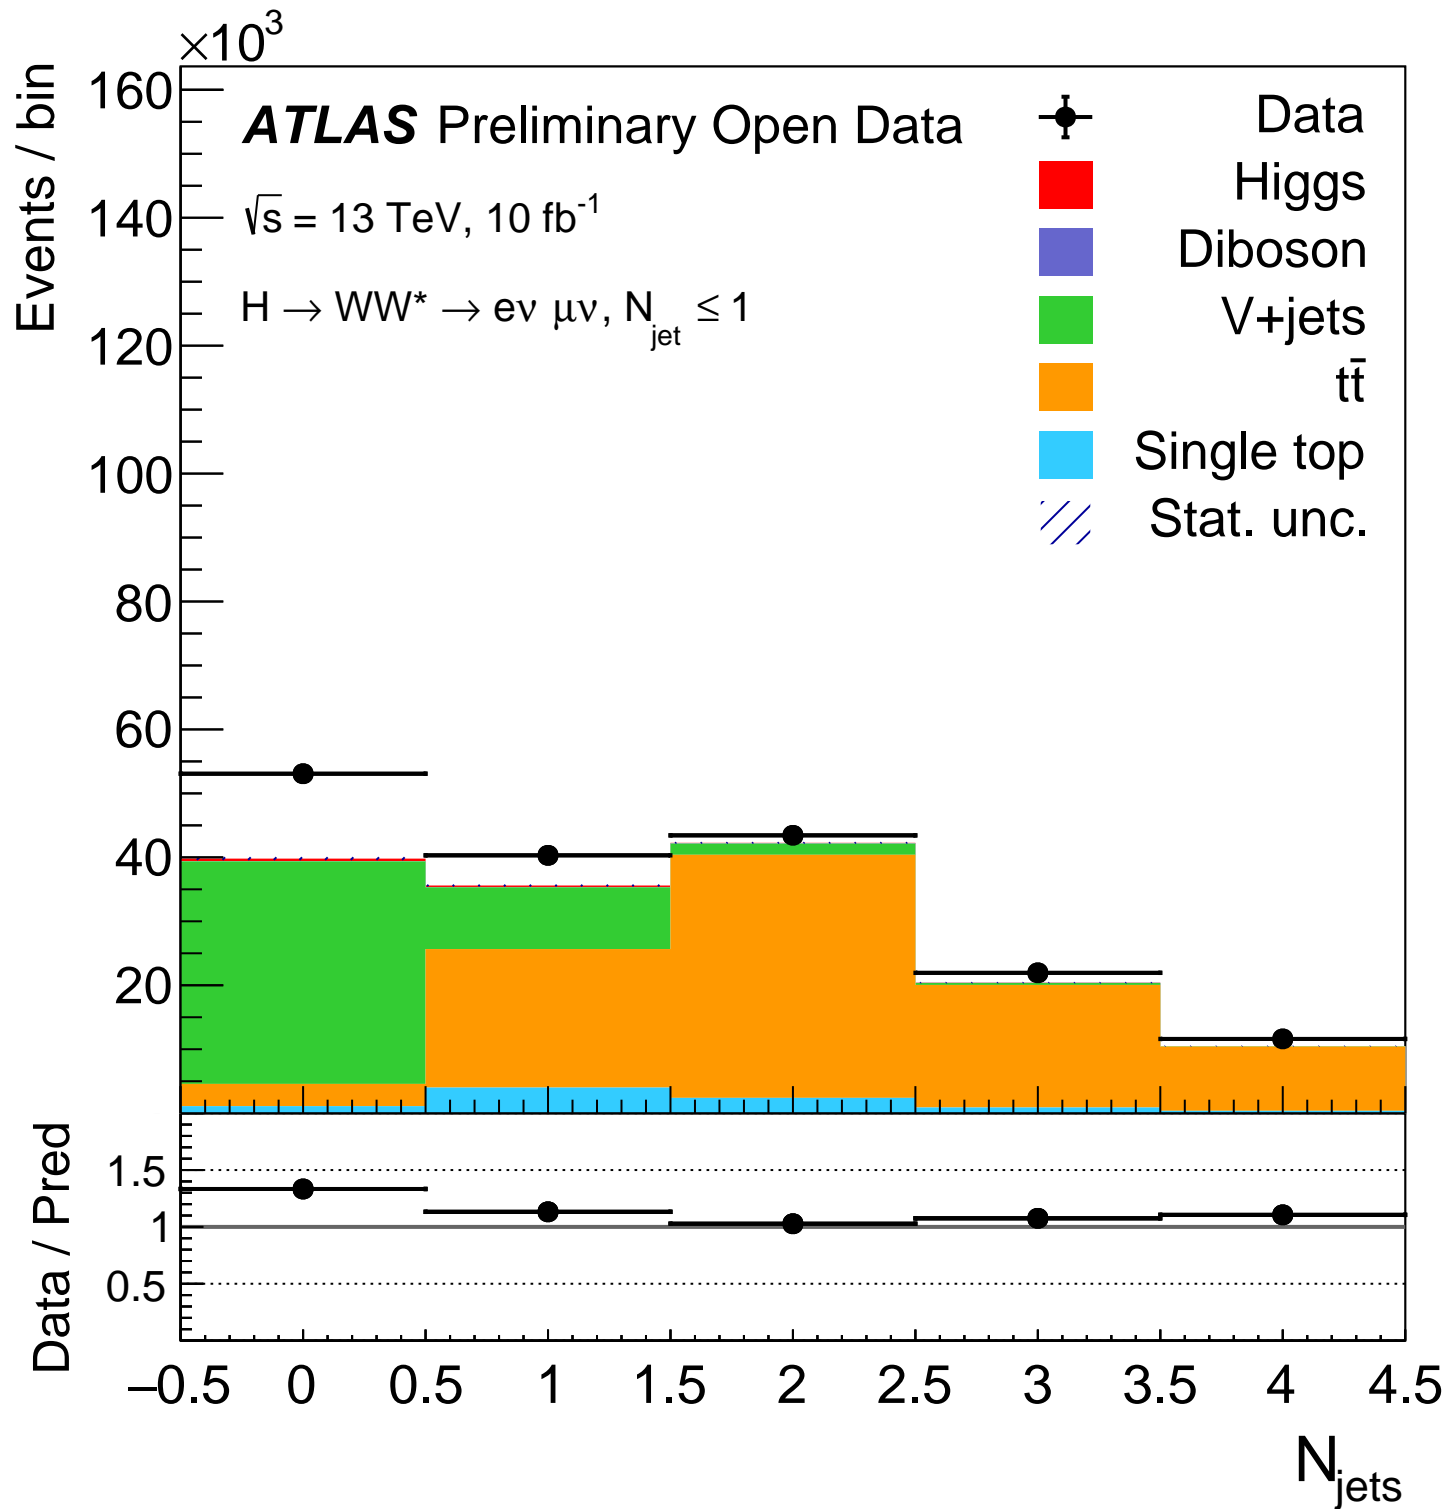 ×10³
Events / bin
160
140
120
100
80
60
40
20
ATLAS Preliminary Open Data
√s = 13 TeV, 10 fb⁻¹
H → WW* → eν μν, N_jet ≤ 1
Data
Higgs
Diboson
V+jets
tt̄
Single top
Stat. unc.
Data / Pred
1.5
1
0.5
−0.5 0 0.5 1 1.5 2 2.5 3 3.5 4 4.5
N_jets